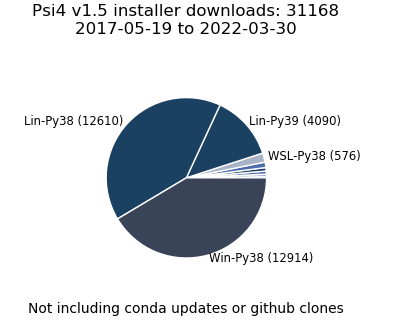 Psi4 v1.5 installer downloads: 31168
2017-05-19 to 2022-03-30
Lin-Py38 (12610)
Lin-Py39 (4090)
WSL-Py38 (576)
Win-Py38 (12914)
Not including conda updates or github clones